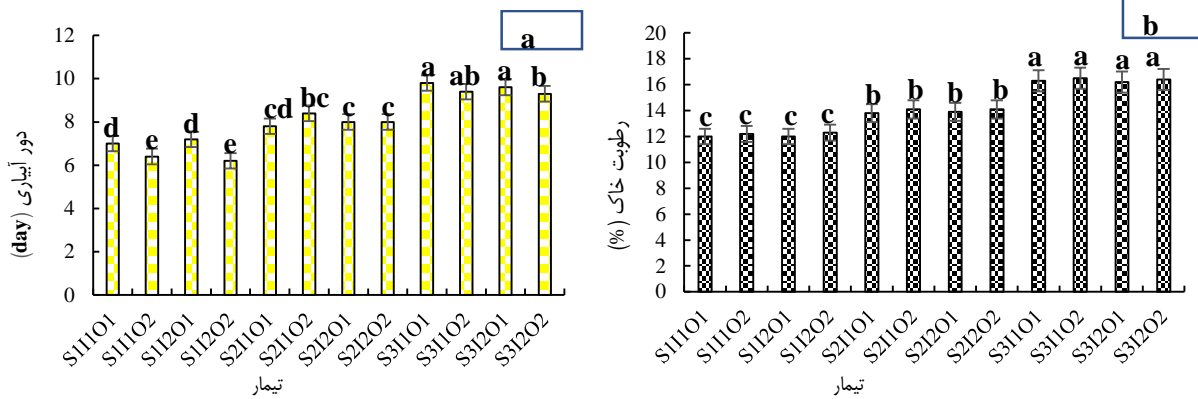 a
12
10
8
6
4
2
0
دور آبیاری (day)
d e d e cd bc c c a ab a b
S1I1O1
S1I1O2
S1I2O1
S1I2O2
S2I1O1
S2I1O2
S2I2O1
S2I2O2
S3I1O1
S3I1O2
S3I2O1
S3I2O2
تیمار
b
20
18
16
14
12
10
8
6
4
2
0
رطوبت خاک (%)
c c c c b b b b a a a a
S1I1O1
S1I1O2
S1I2O1
S1I2O2
S2I1O1
S2I1O2
S2I2O1
S2I2O2
S3I1O1
S3I1O2
S3I2O1
S3I2O2
تیمار